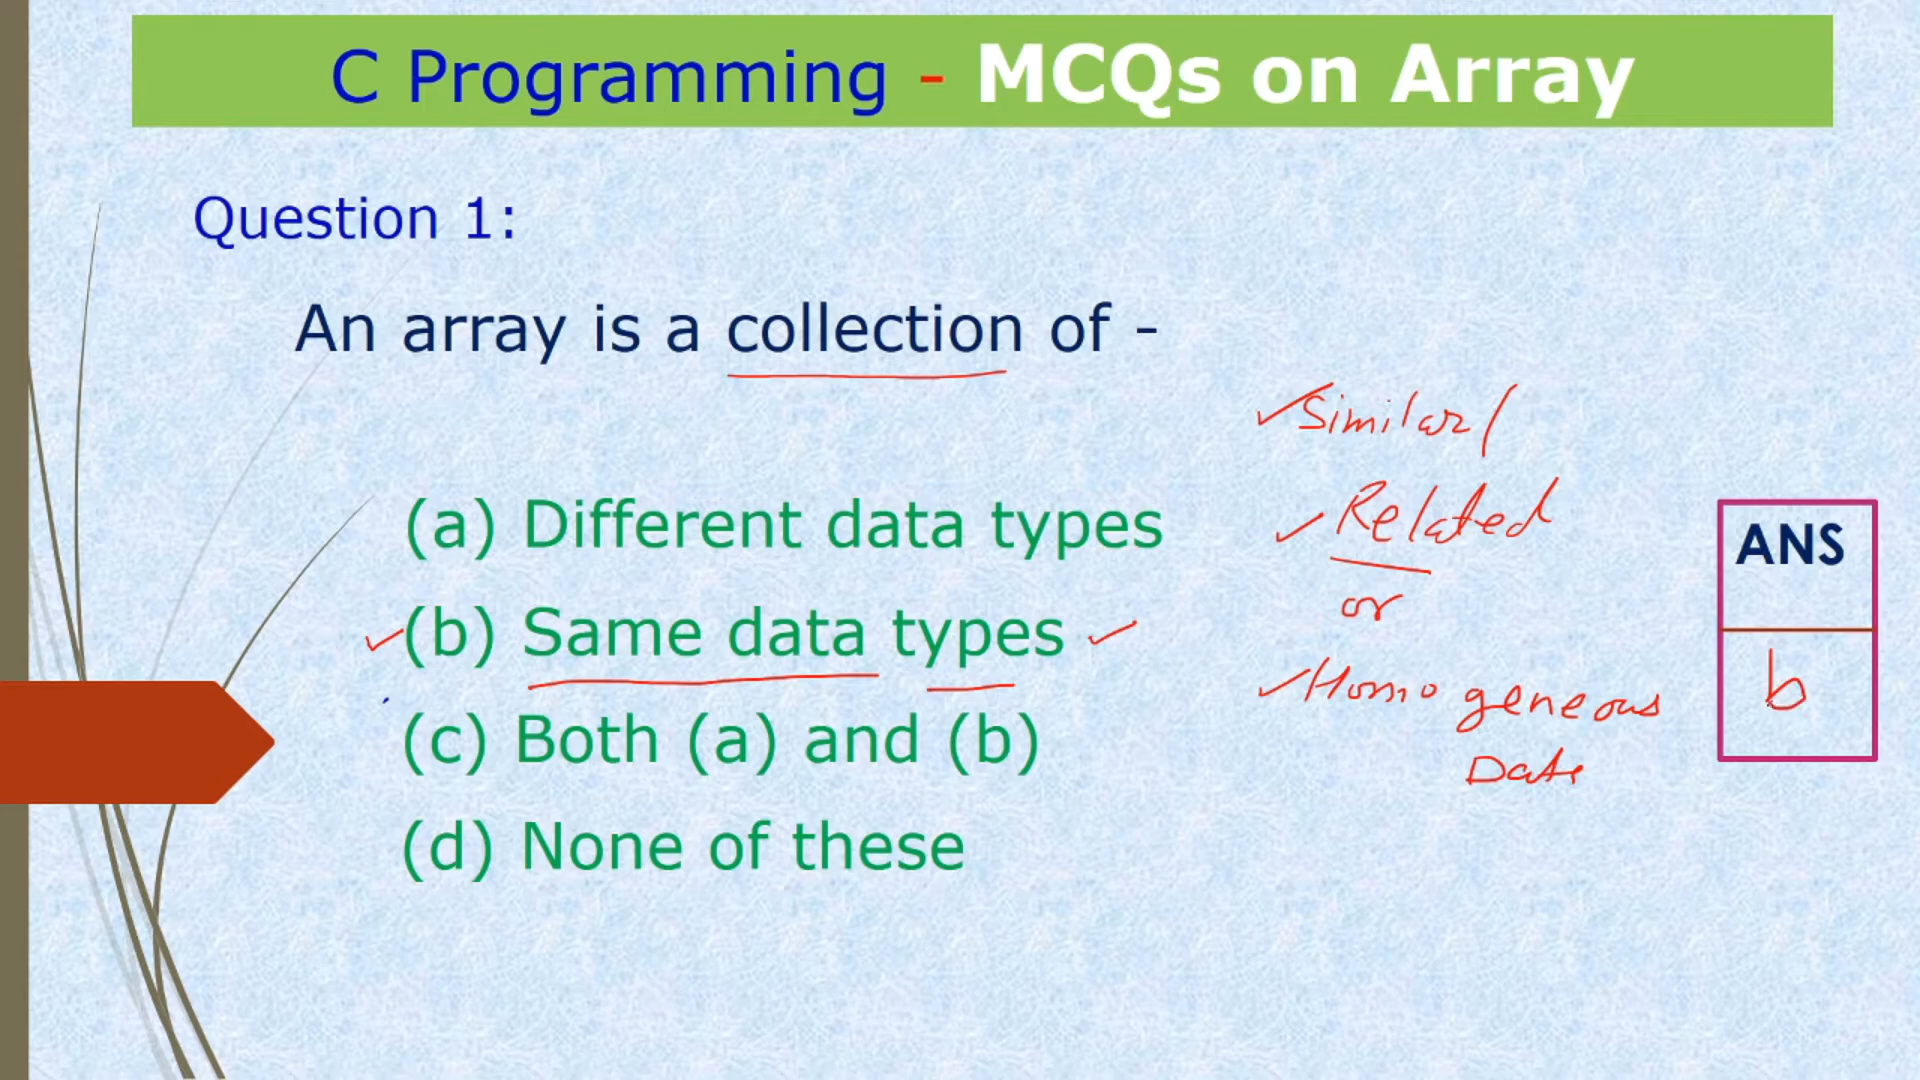 C Programming - MCQs on Array
Question 1:
An array is a collection of -
(a) Different data types
(b) Same data types
(c) Both (a) and (b)
(d) None of these
Similar/
Related
or
Homogeneous
Data
ANS
b